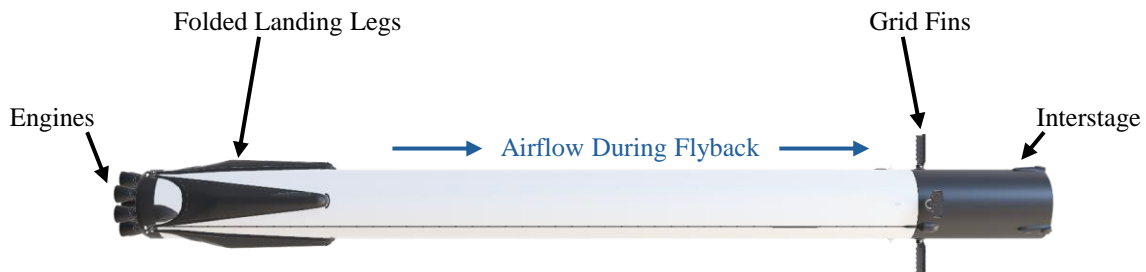 Folded Landing Legs
Grid Fins
Engines
Airflow During Flyback
Interstage